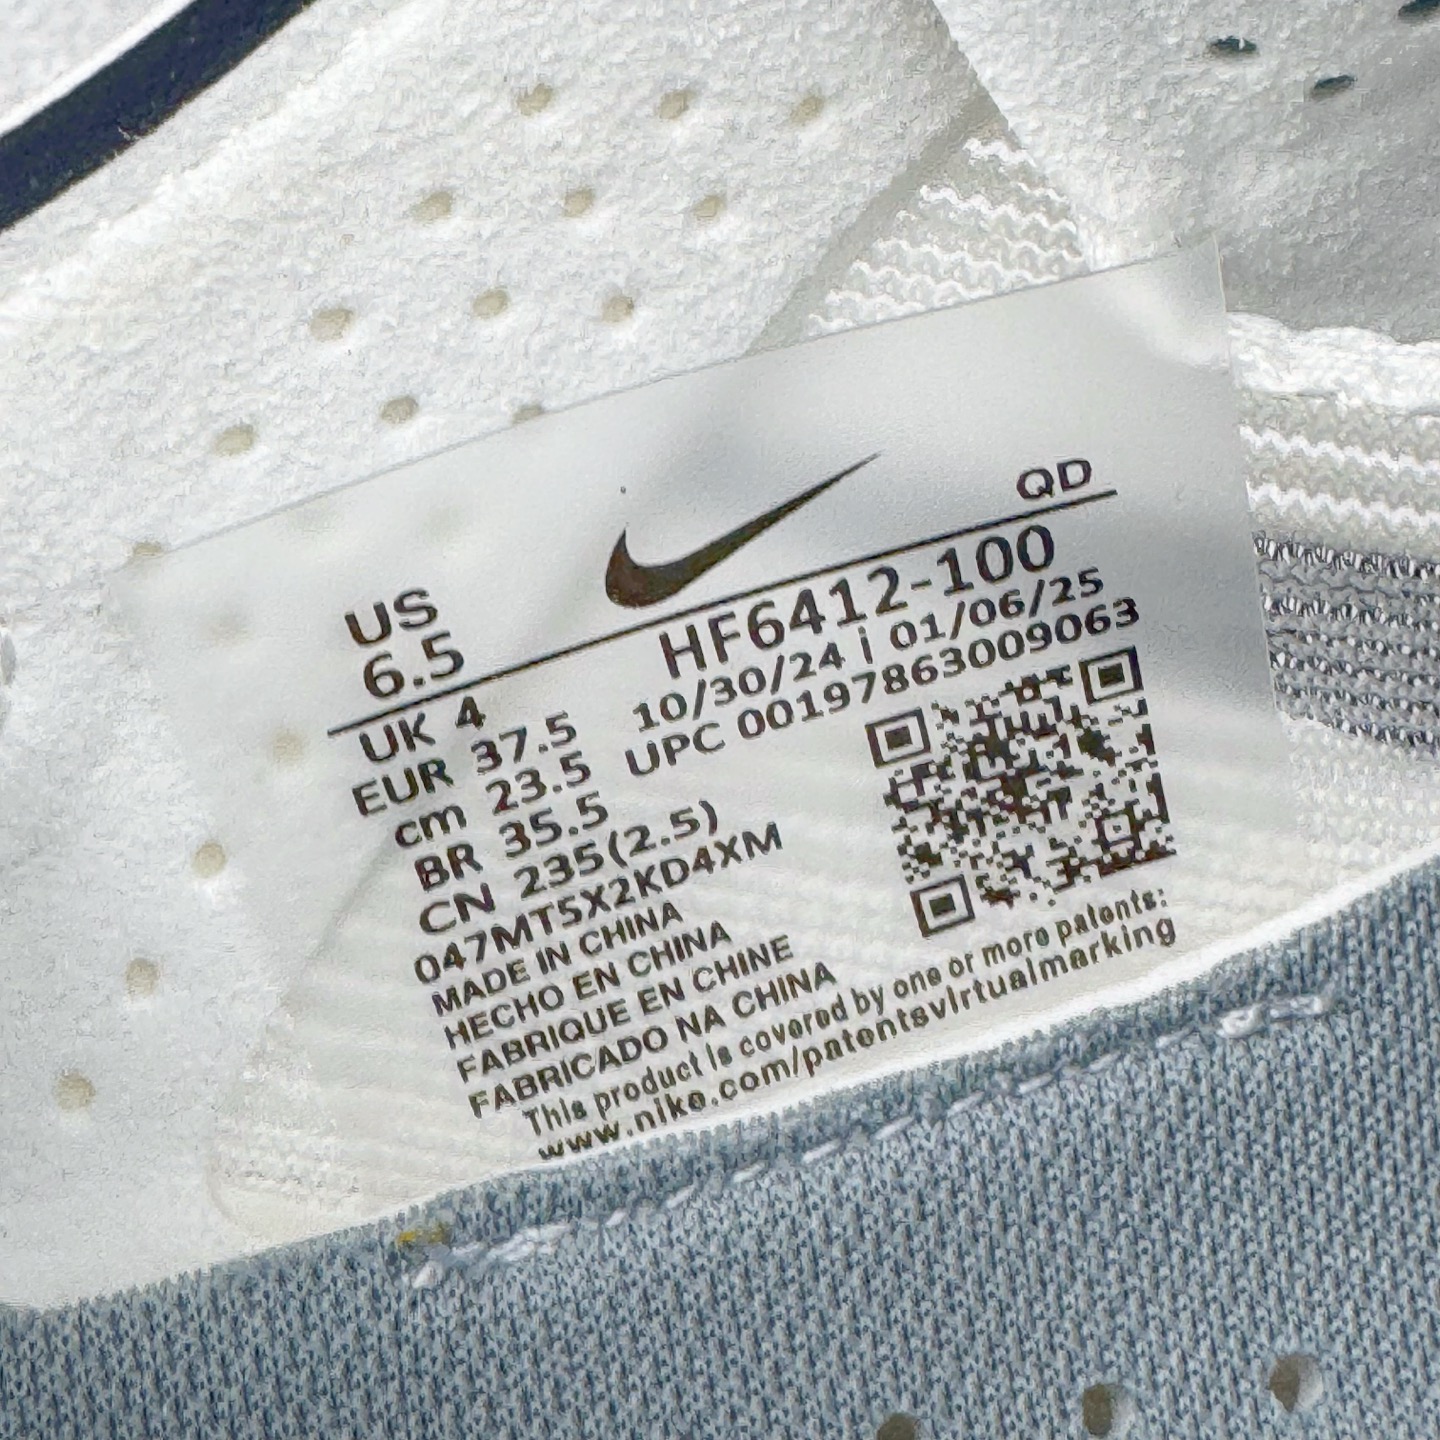 QD
US
6.5
HF6412-100
10/30/24 | 01/06/25
UPC 00197863009063
UK 4
EUR 37.5
cm 23.5
BR 35.5
CN 235(2.5)
047MT5X2KD4XM
MADE IN CHINA
HECHO EN CHINA
FABRIQUE EN CHINE
FABRICADO NA CHINA
This product is covered by one or more patents:
www.nike.com/patentsvirtualmarking